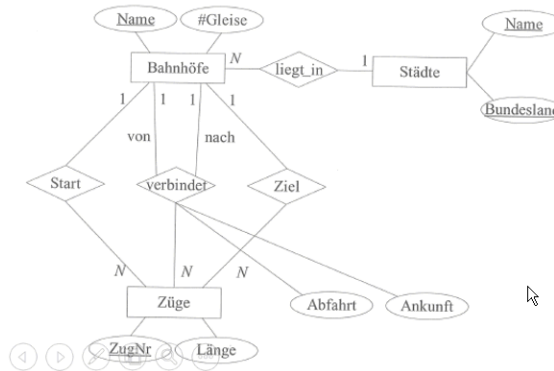 Name
#Gleise
Name
Bahnhöfe
N
liegt_in
1
Städte
Bundesland
1
1
1
1
von
nach
Start
verbindet
Ziel
N
N
N
Züge
Abfahrt
Ankunft
ZugNr
Länge